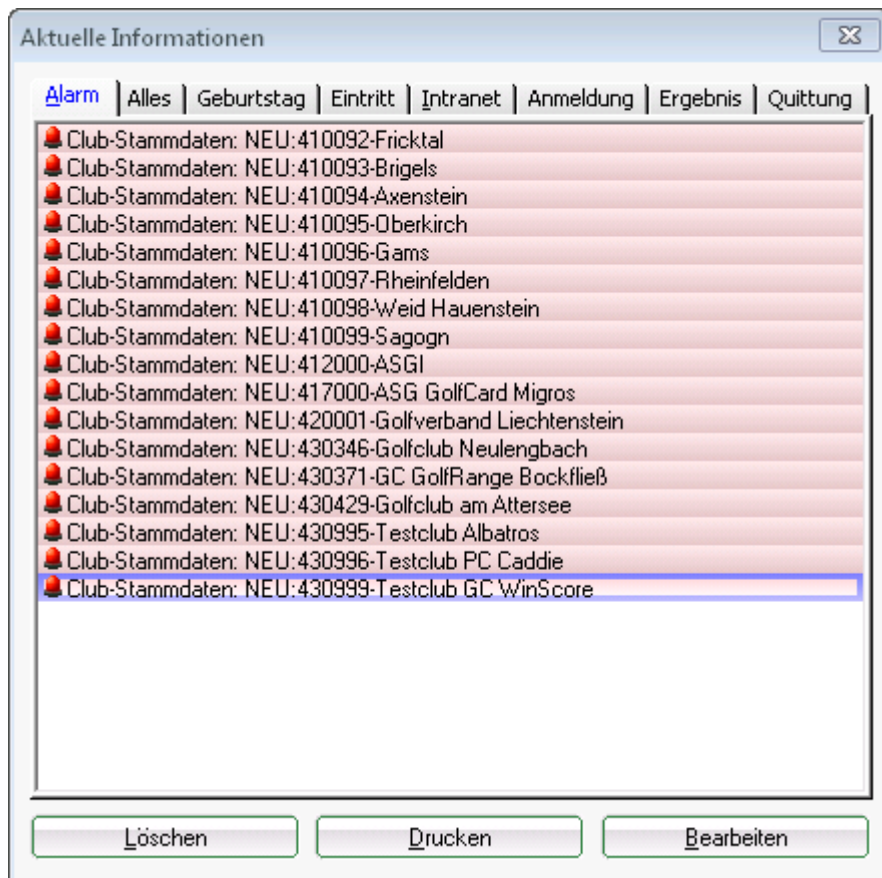 Aktuelle Informationen
Alarm Alles Geburtstag Eintritt Intranet Anmeldung Ergebnis Quittung
Club-Stammdaten: NEU:410092-Fricktal
Club-Stammdaten: NEU:410093-Brigels
Club-Stammdaten: NEU:410094-Axenstein
Club-Stammdaten: NEU:410095-Oberkirch
Club-Stammdaten: NEU:410096-Gams
Club-Stammdaten: NEU:410097-Rheinfelden
Club-Stammdaten: NEU:410098-Weid Hauenstein
Club-Stammdaten: NEU:410099-Sagogn
Club-Stammdaten: NEU:412000-ASGI
Club-Stammdaten: NEU:417000-ASG GolfCard Migros
Club-Stammdaten: NEU:420001-Golfverband Liechtenstein
Club-Stammdaten: NEU:430346-Golfclub Neulengbach
Club-Stammdaten: NEU:430371-GC GolfRange Bockfließ
Club-Stammdaten: NEU:430429-Golfclub am Attersee
Club-Stammdaten: NEU:430995-Testclub Albatros
Club-Stammdaten: NEU:430996-Testclub PC Caddie
Club-Stammdaten: NEU:430999-Testclub GC WinScore
Löschen Drucken Bearbeiten